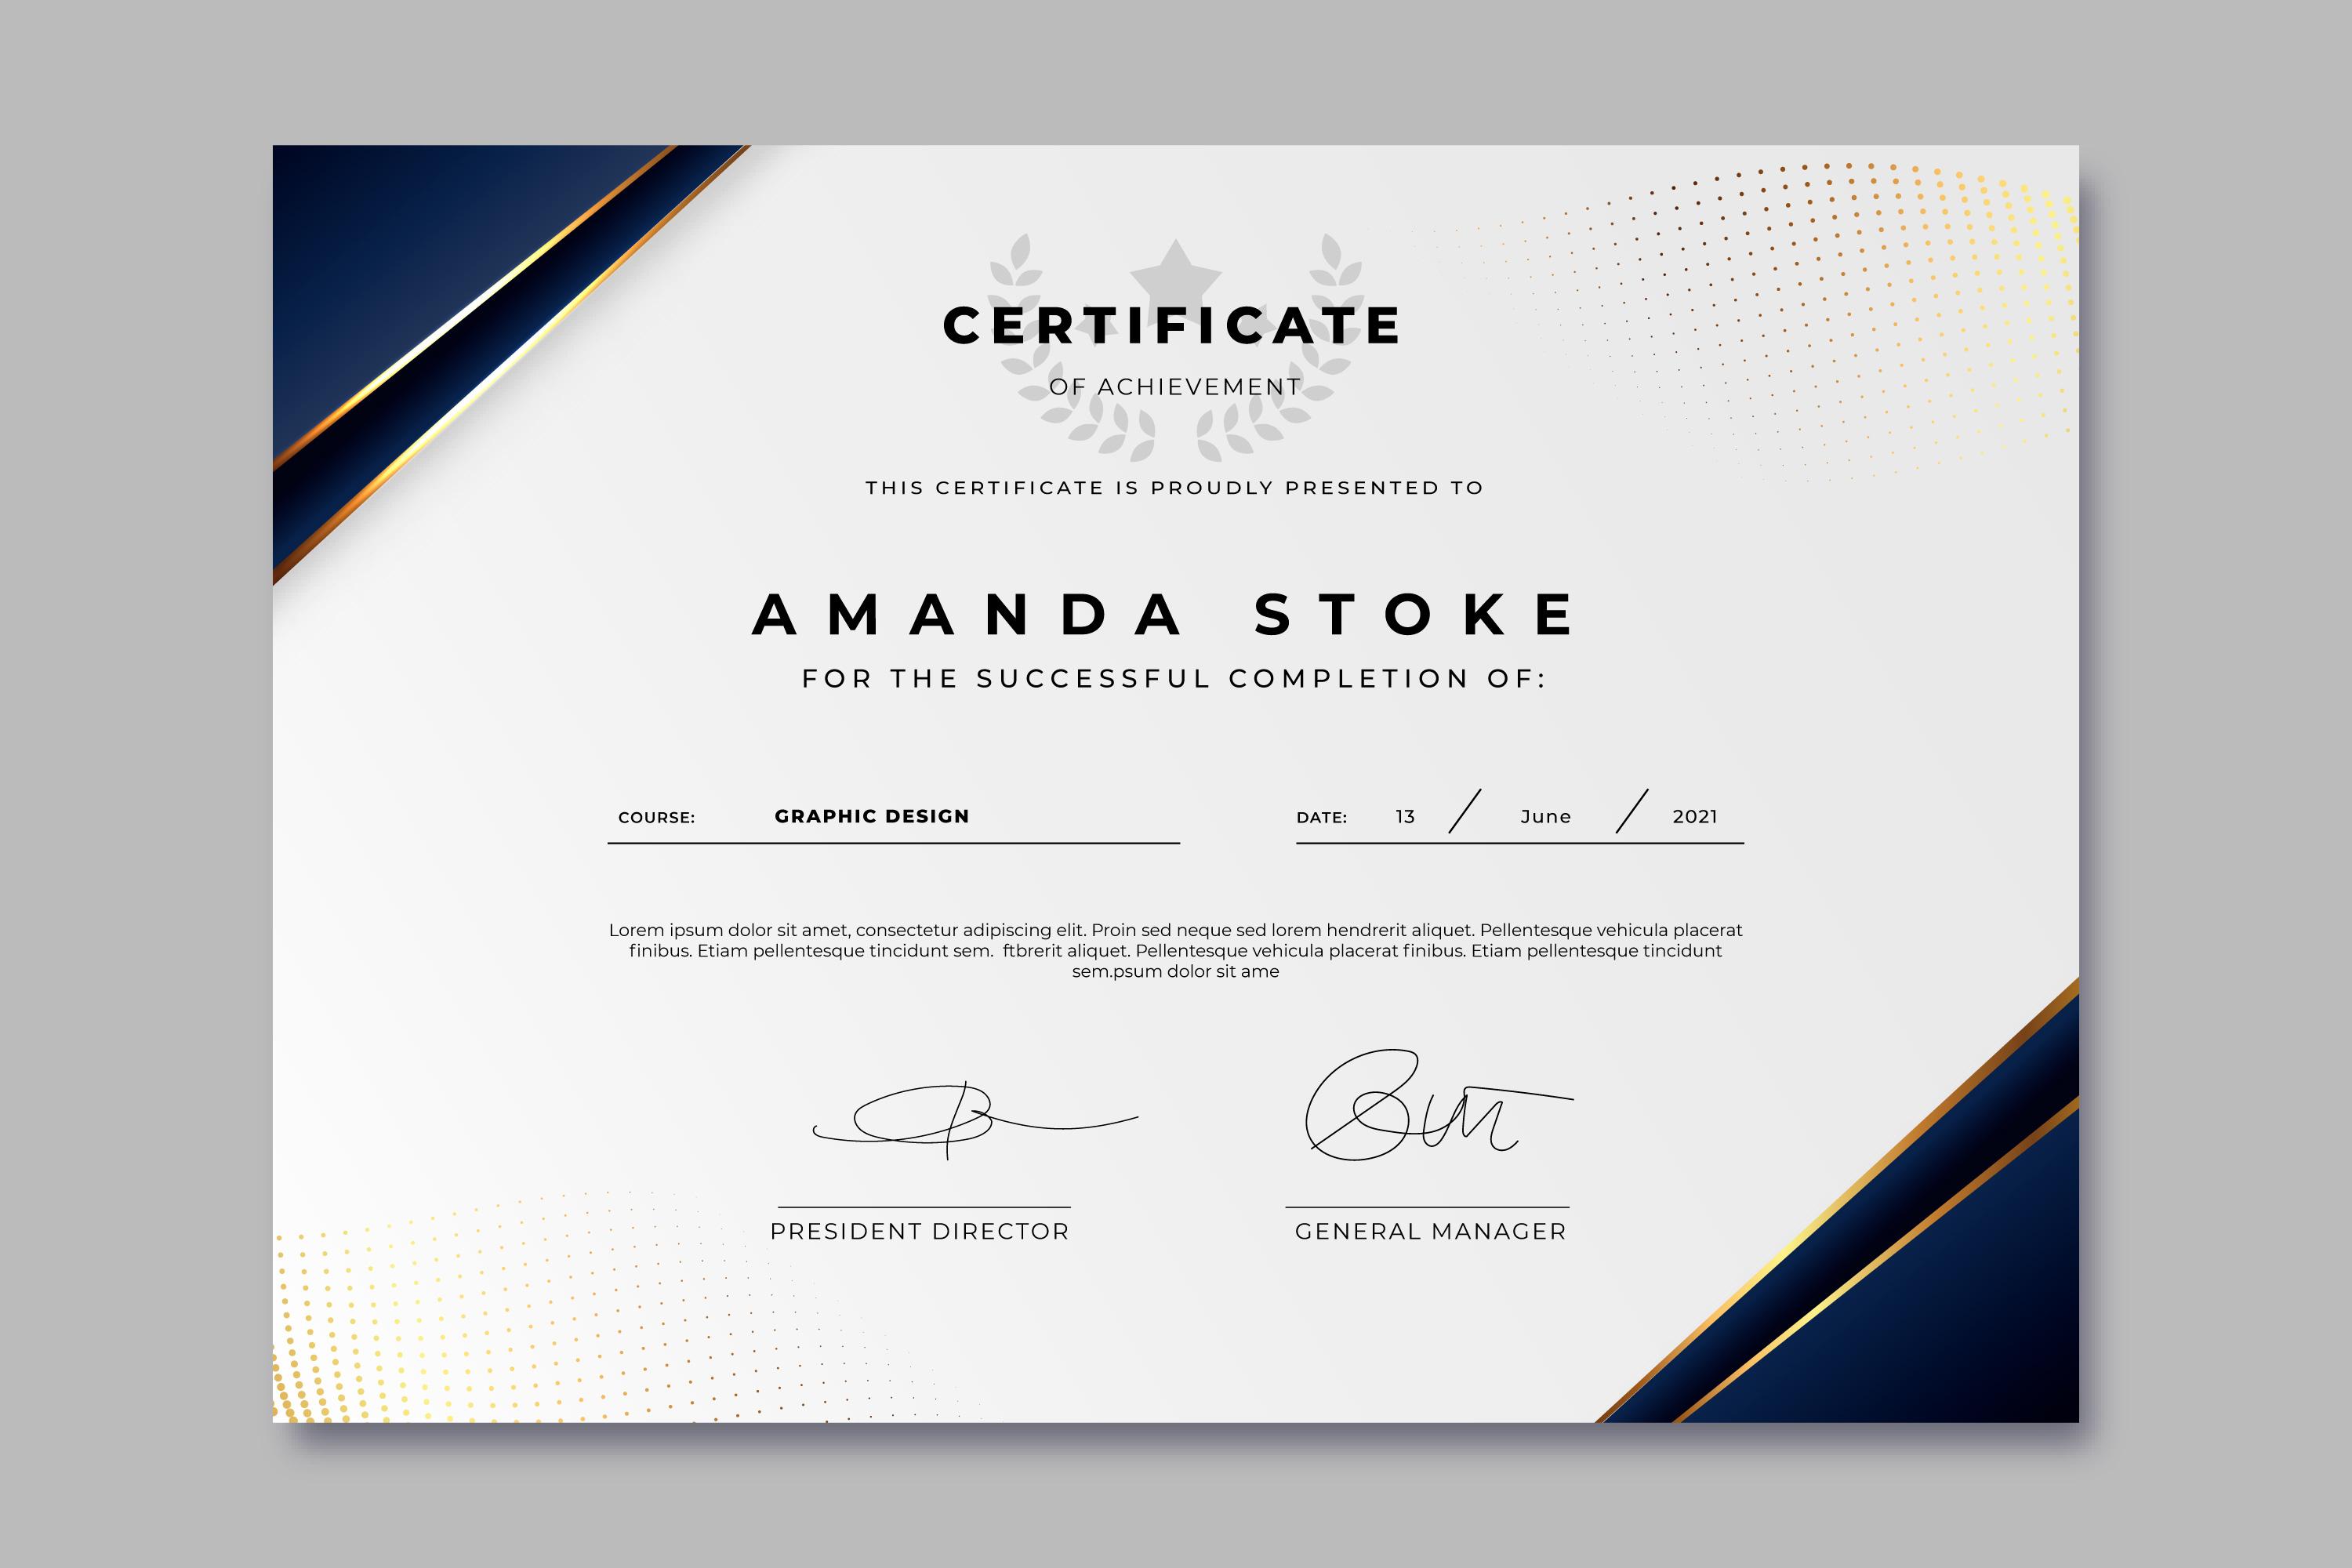 CERTIFICATE
OF ACHIEVEMENT
THIS CERTIFICATE IS PROUDLY PRESENTED TO
AMANDA STOKE
FOR THE SUCCESSFUL COMPLETION OF:
COURSE: GRAPHIC DESIGN
DATE: 13 / June / 2021
Lorem ipsum dolor sit amet, consectetur adipiscing elit. Proin sed neque sed lorem hendrerit aliquet. Pellentesque vehicula placerat
finibus. Etiam pellentesque tincidunt sem.  ftbrerit aliquet. Pellentesque vehicula placerat finibus. Etiam pellentesque tincidunt
sem.psum dolor sit ame
PRESIDENT DIRECTOR
GENERAL MANAGER